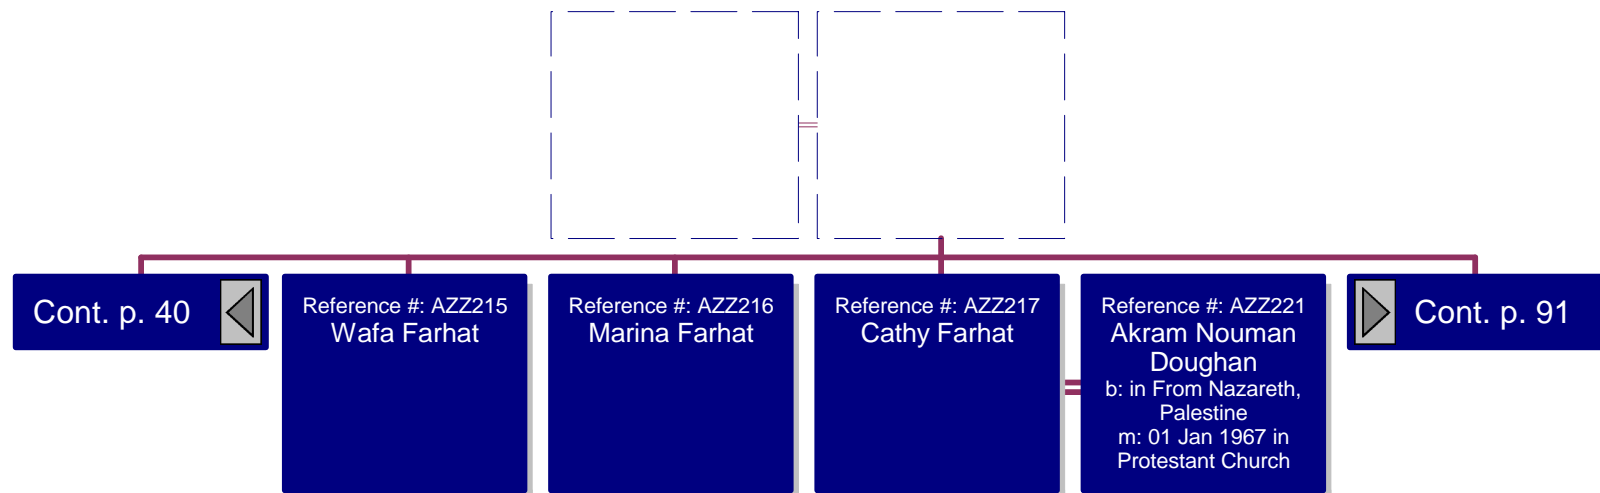 Cont. p. 40
Reference #: AZZ215
Wafa Farhat
Reference #: AZZ216
Marina Farhat
Reference #: AZZ217
Cathy Farhat
Reference #: AZZ221
Akram Nouman
Doughan
b: in From Nazareth,
Palestine
m: 01 Jan 1967 in
Protestant Church
Cont. p. 91